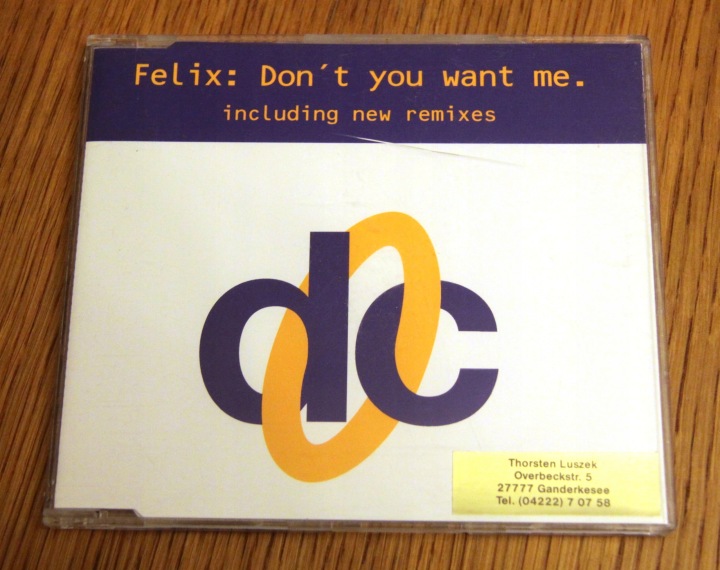 Felix: Don´t you want me.
including new remixes
dc
Thorsten Luszek
Overbeckstr. 5
27777 Ganderkesee
Tel. (04222) 7 07 58